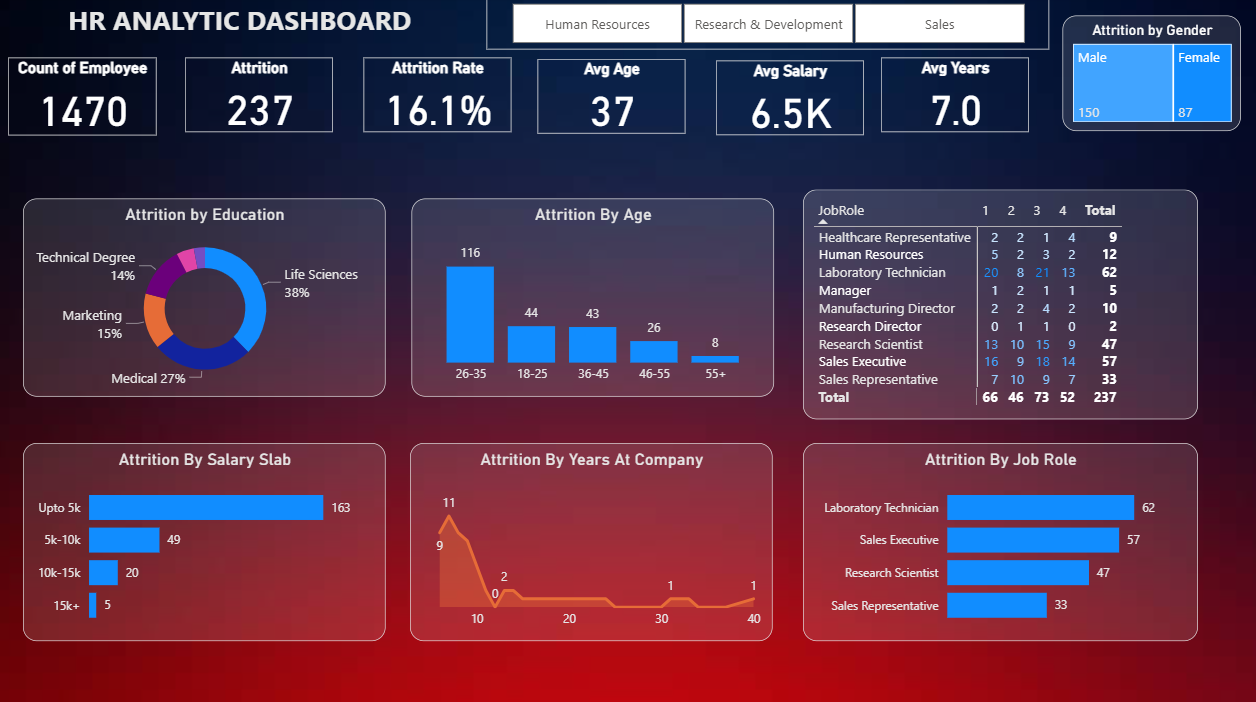 HR ANALYTIC DASHBOARD
Human Resources
Research & Development
Sales
Attrition by Gender
Male
Female
150
87
Count of Employee
1470
Attrition
237
Attrition Rate
16.1%
Avg Age
37
Avg Salary
6.5K
Avg Years
7.0
Attrition by Education
Technical Degree
14%
Life Sciences
38%
Marketing
15%
Medical 27%
Attrition By Age
116
44
43
26
8
26-35
18-25
36-45
46-55
55+
JobRole 1 2 3 4 Total
Healthcare Representative 2 2 1 4 9
Human Resources 5 2 3 2 12
Laboratory Technician 20 8 21 13 62
Manager 1 2 1 1 5
Manufacturing Director 2 2 4 2 10
Research Director 0 1 1 0 2
Research Scientist 13 10 15 9 47
Sales Executive 16 9 18 14 57
Sales Representative 7 10 9 7 33
Total 66 46 73 52 237
Attrition By Salary Slab
Upto 5k 163
5k-10k 49
10k-15k 20
15k+ 5
Attrition By Years At Company
11
9
2
0
1
1
10
20
30
40
Attrition By Job Role
Laboratory Technician 62
Sales Executive 57
Research Scientist 47
Sales Representative 33